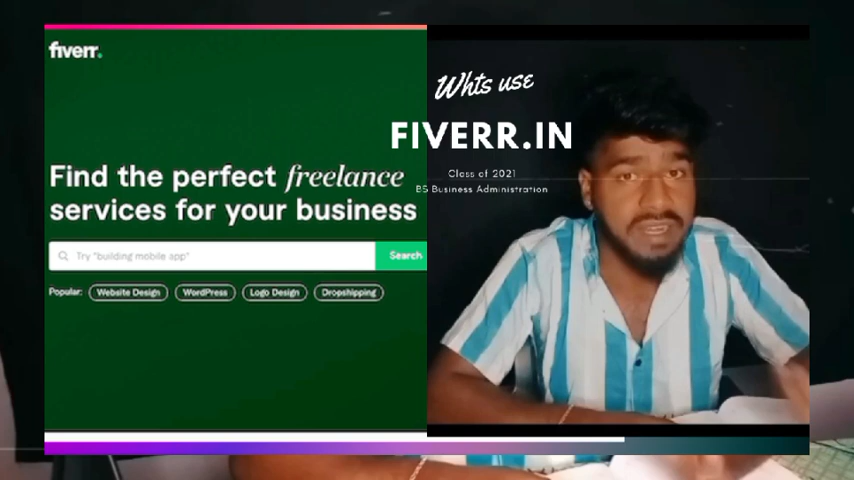 fiverr.
Find the perfect freelance
services for your business
Try "building mobile app"
Search
Popular:
Website Design
WordPress
Logo Design
Dropshipping
Whts use
FIVERR.IN
Class of 2021
BS Business Administration